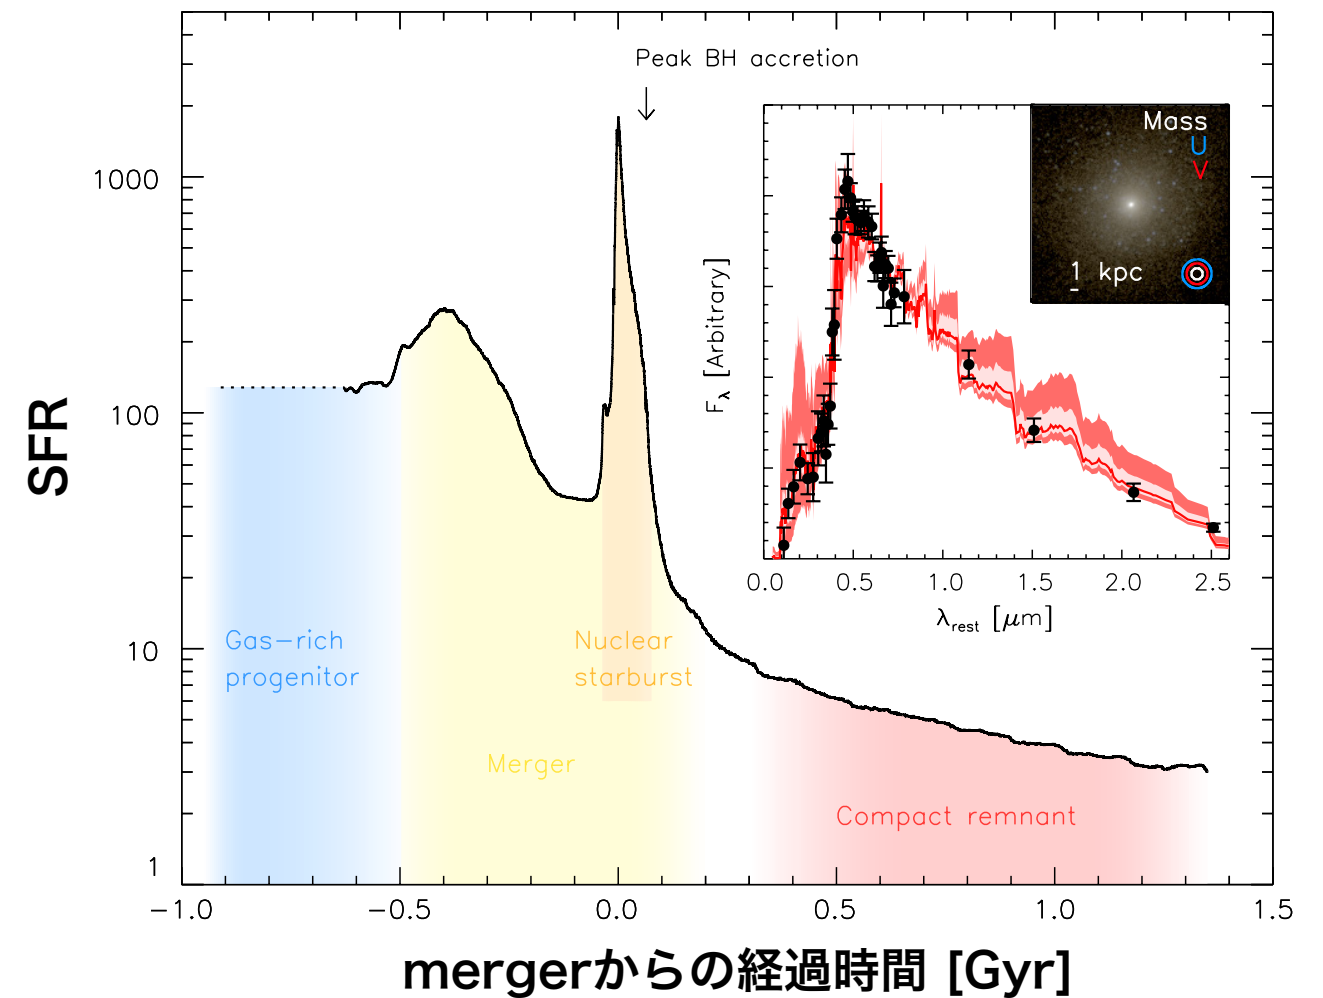 Peak BH accretion
1000
100
10
1
SFR
Gas-rich
progenitor
Merger
Nuclear
starburst
Compact remnant
-1.0
-0.5
0.0
0.5
1.0
1.5
mergerからの経過時間 [Gyr]
Fλ [Arbitrary]
Mass
U
V
1 kpc
0.0
0.5
1.0
1.5
2.0
2.5
λrest [μm]